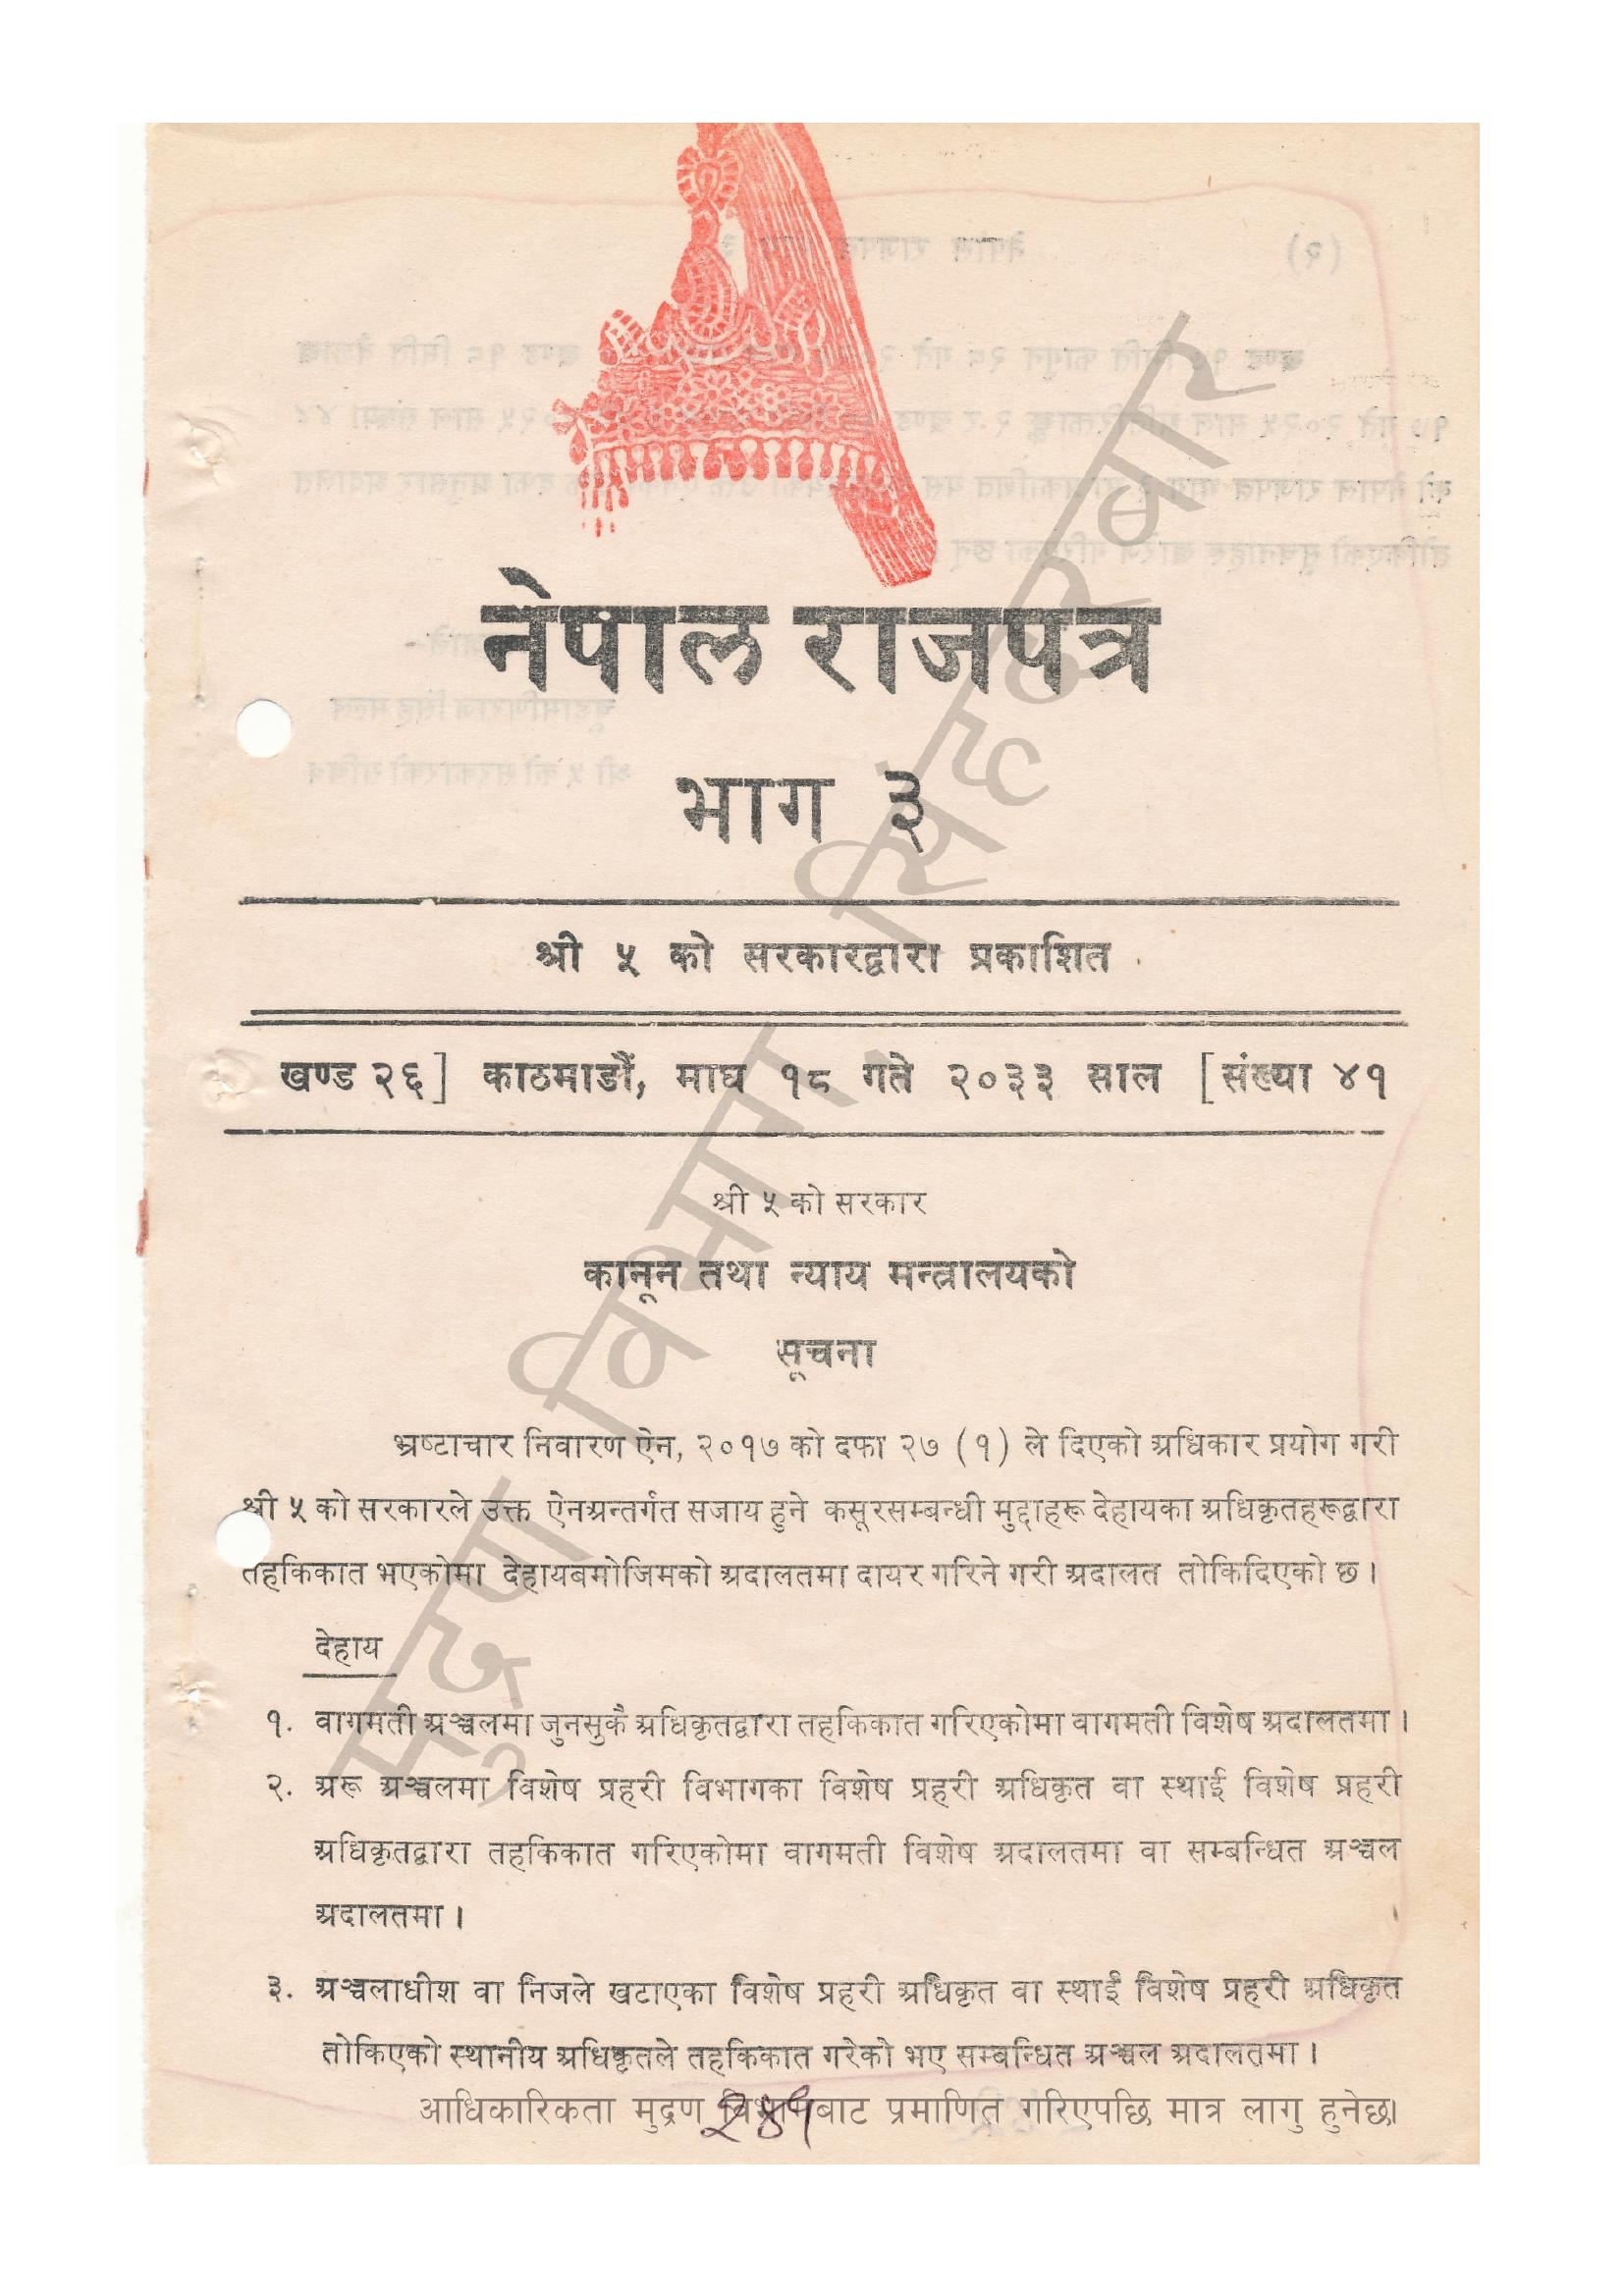 नेपाल राजपत्र
भाग ३
श्री ५ को सरकारद्वारा प्रकाशित
खण्ड २६] काठमाडौं, माघ १८ गते २०३३ साल [संख्या ४१
श्री ५ को सरकार
कानून तथा न्याय मन्त्रालयको
सूचना
भ्रष्टाचार निवारण ऐन, २०१७ को दफा २७ (१) ले दिएको अधिकार प्रयोग गरी
श्री ५ को सरकारले उक्त ऐनअन्तर्गत सजाय हुने कसूरसम्बन्धी मुद्दाहरू देहायका अधिकृतहरूद्वारा
तहकिकात भएकोमा देहायबमोजिमको अदालतमा दायर गरिने गरी अदालत तोकिदिएको छ ।
देहाय
१. वागमती अञ्चलमा जुनसुकै अधिकृतद्वारा तहकिकात गरिएकोमा वागमती विशेष अदालतमा ।
२. अरू अञ्चलमा विशेष प्रहरी विभागका विशेष प्रहरी अधिकृत वा स्थाई विशेष प्रहरी
अधिकृतद्वारा तहकिकात गरिएकोमा वागमती विशेष अदालतमा वा सम्बन्धित अञ्चल
अदालतमा ।
३. अञ्चलाधीश वा निजले खटाएका विशेष प्रहरी अधिकृत वा स्थाई विशेष प्रहरी अधिकृत
तोकिएको स्थानीय अधिकृतले तहकिकात गरेको भए सम्बन्धित अञ्चल अदालतमा ।
आधिकारिकता मुद्रण विभागबाट प्रमाणित गरिएपछि मात्र लागु हुनेछ।
२४१
मुद्रण विभाग, सिंहदरबार